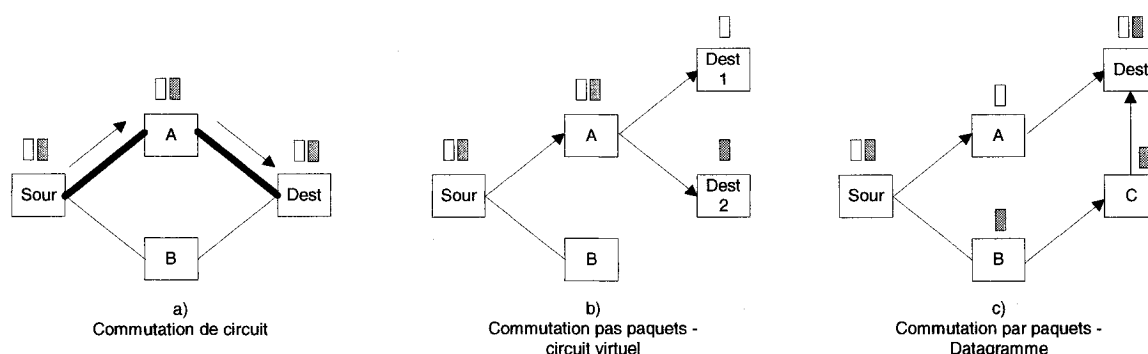 A
Sour
Dest
B
a)
Commutation de circuit
Dest
1
A
Sour
Dest
2
B
b)
Commutation pas paquets -
circuit virtuel
Dest
A
Sour
C
B
c)
Commutation par paquets -
Datagramme